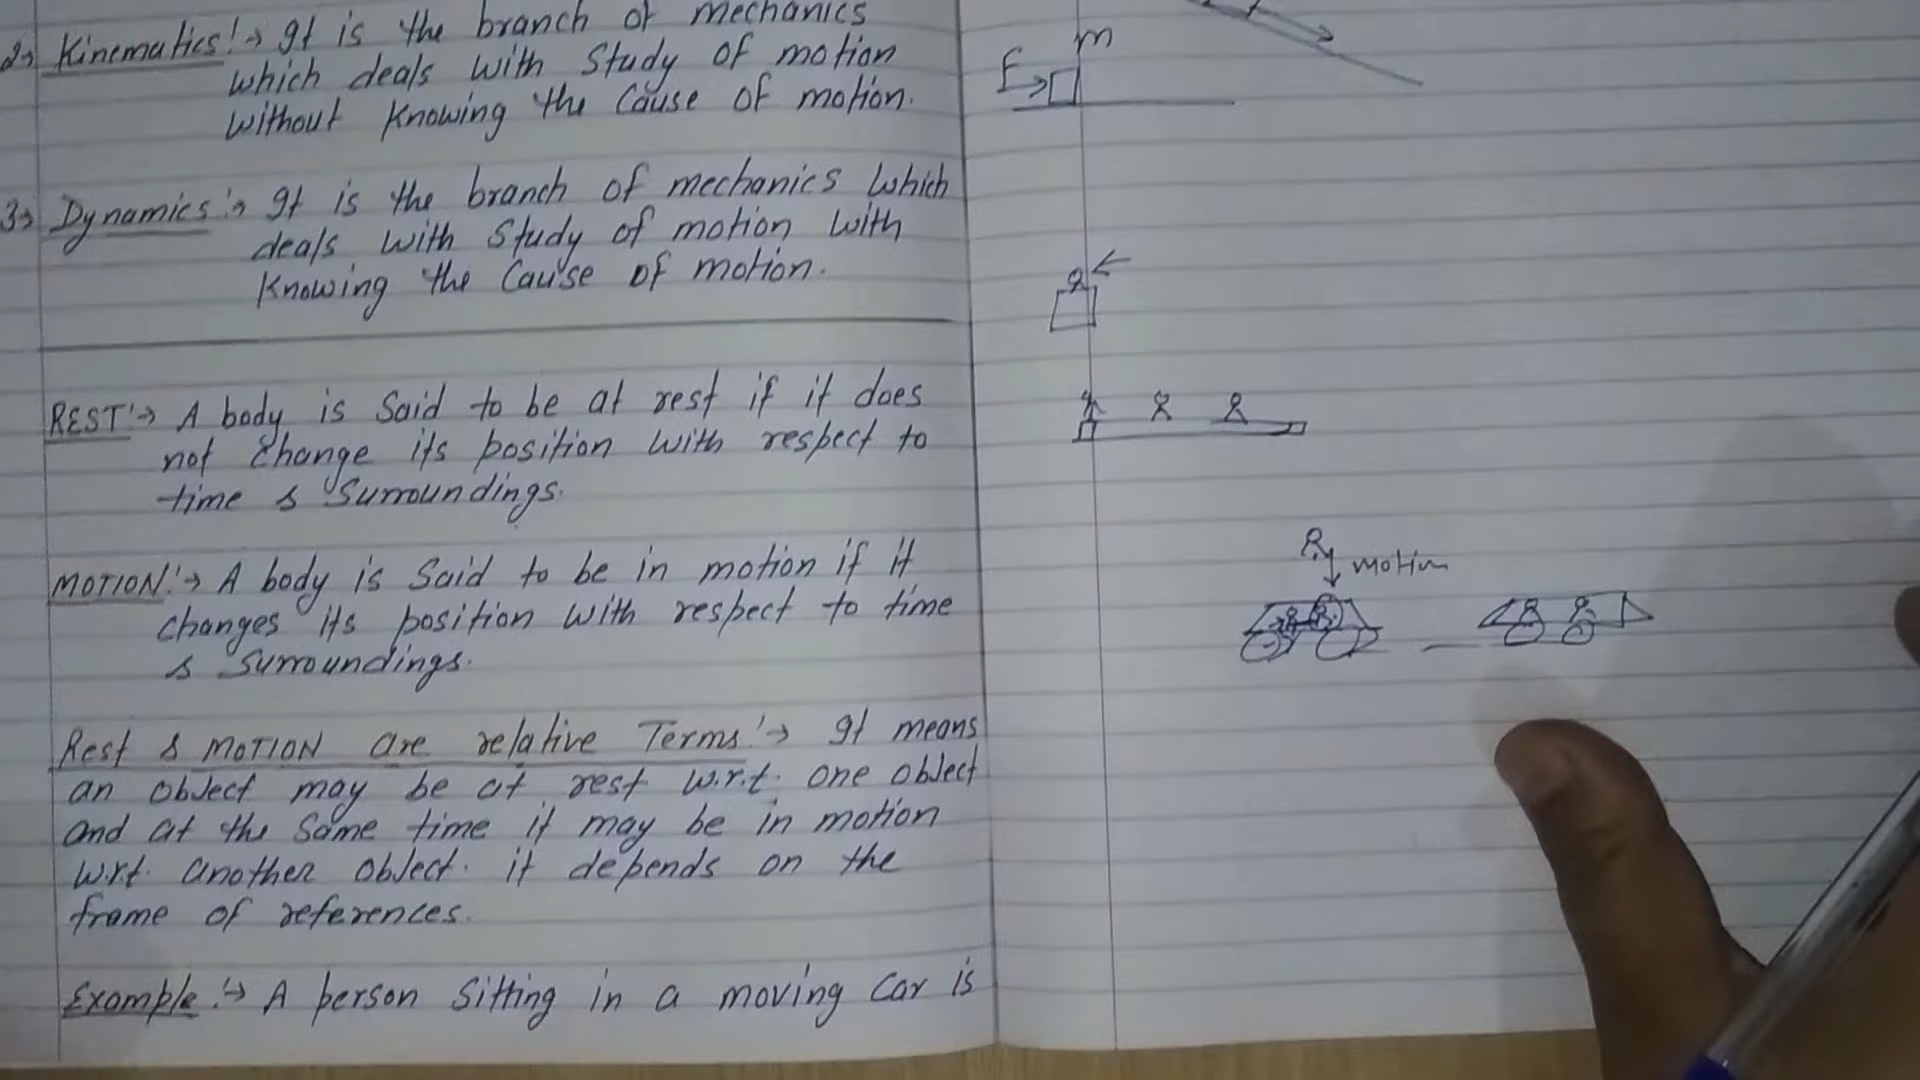 2→ Kinematics:→ It is the branch of mechanics
which deals with study of motion
without knowing the cause of motion.
3→ Dynamics:→ It is the branch of mechanics which
deals with study of motion with
knowing the cause of motion.
REST:→ A body is said to be at rest if it does
not change its position with respect to
time & surroundings.
MOTION:→ A body is said to be in motion if it
changes its position with respect to time
& surroundings.
Rest & MOTION are relative Terms:→ It means
an object may be at rest w.r.t. one object
and at the same time it may be in motion
w.r.t. another object. it depends on the
frame of references.
Example:→ A person sitting in a moving car is
m
F
motion